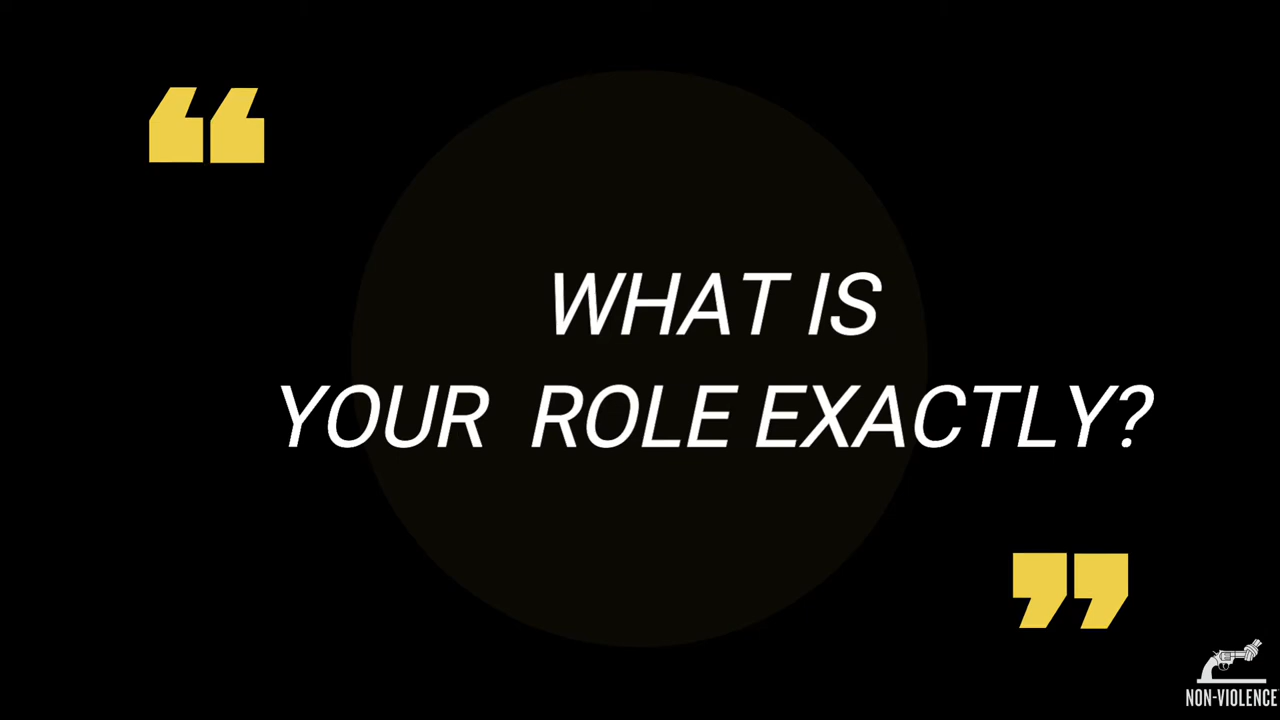 “
WHAT IS
YOUR ROLE EXACTLY?
”
NON-VIOLENCE